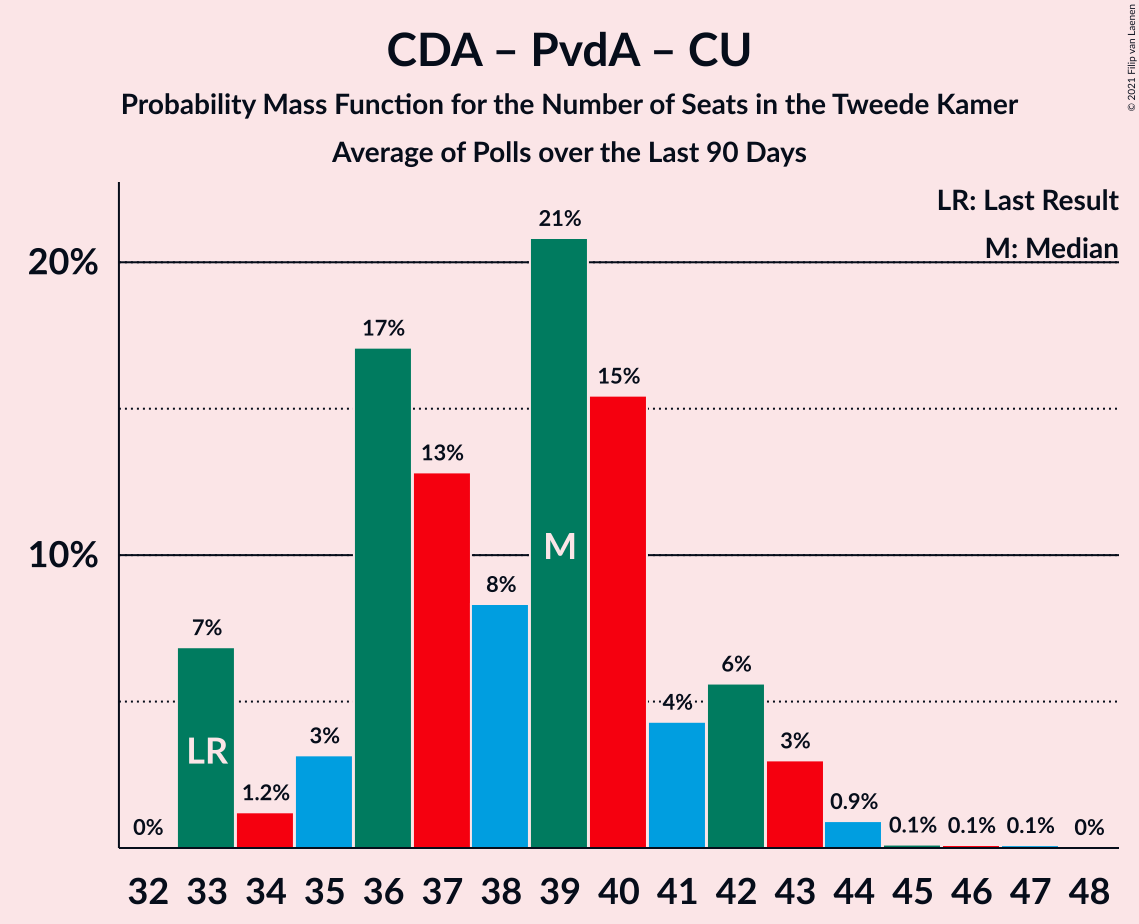 CDA – PvdA – CU
Probability Mass Function for the Number of Seats in the Tweede Kamer
Average of Polls over the Last 90 Days
© 2021 Filip van Laenen
LR: Last Result
M: Median
20%
10%
0%
7%
1.2%
3%
17%
13%
8%
21%
15%
4%
6%
3%
0.9%
0.1%
0.1%
0.1%
0%
LR
M
32 33 34 35 36 37 38 39 40 41 42 43 44 45 46 47 48